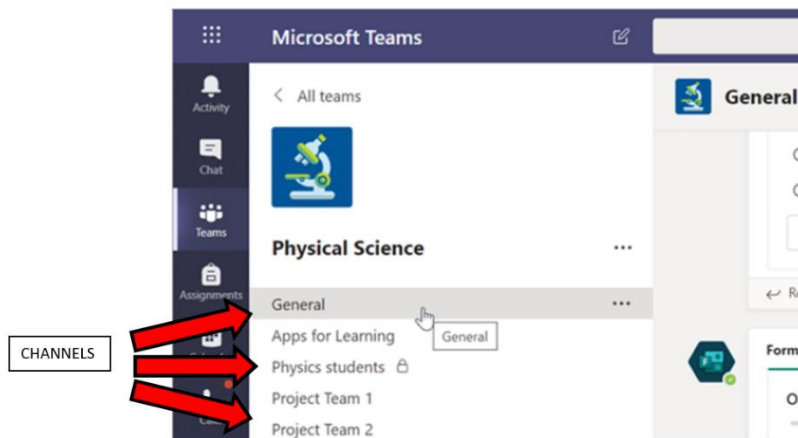 Microsoft Teams
Activity
Chat
Teams
Assignments
All teams
Physical Science
General
General
Apps for Learning
Physics students
Project Team 1
Project Team 2
CHANNELS
General
Form